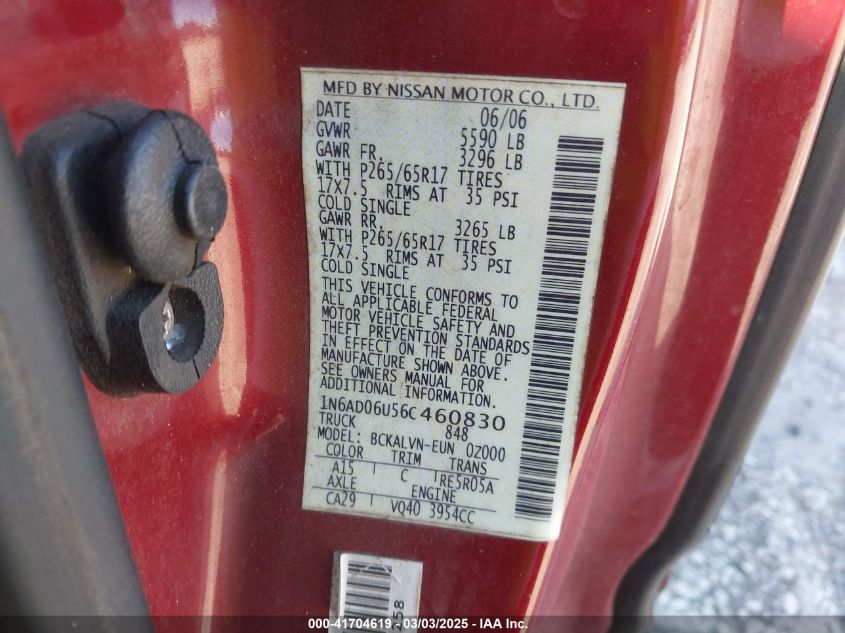 MFD BY NISSAN MOTOR CO., LTD.
DATE 06/06
GVWR 5590 LB
GAWR FR. 3296 LB
WITH P265/65R17 TIRES
17X7.5 RIMS AT 35 PSI
COLD SINGLE
GAWR RR. 3265 LB
WITH P265/65R17 TIRES
17X7.5 RIMS AT 35 PSI
COLD SINGLE
THIS VEHICLE CONFORMS TO
ALL APPLICABLE FEDERAL
MOTOR VEHICLE SAFETY AND
THEFT PREVENTION STANDARDS
IN EFFECT ON THE DATE OF
MANUFACTURE SHOWN ABOVE.
SEE OWNERS MANUAL FOR
ADDITIONAL INFORMATION.
1N6AD06U56C460830
TRUCK 848
MODEL: BCKALVN-EUN 0Z000
COLOR TRIM TRANS
A15 C RE5R05A
AXLE ENGINE
CA29 VQ40 3954CC
000-41704619 - 03/03/2025 - IAA Inc.